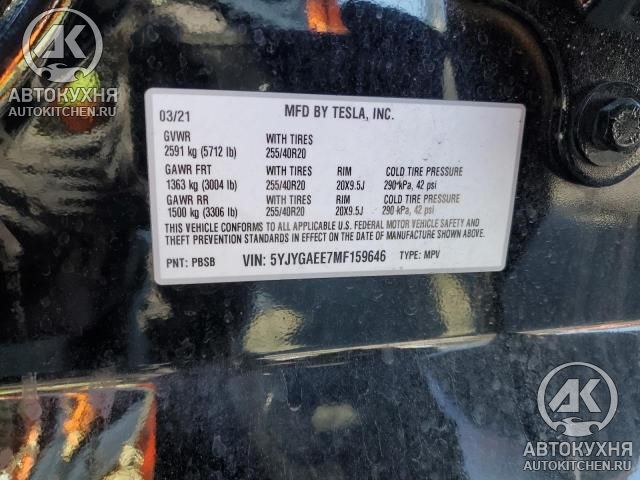 АК
АВТОКУХНЯ
AUTOKITCHEN.RU
03/21 MFD BY TESLA, INC.
GVWR WITH TIRES
2591 kg (5712 lb) 255/40R20
GAWR FRT WITH TIRES RIM COLD TIRE PRESSURE
1363 kg (3004 lb) 255/40R20 20X9.5J 290 kPa, 42 psi
GAWR RR WITH TIRES RIM COLD TIRE PRESSURE
1500 kg (3306 lb) 255/40R20 20X9.5J 290 kPa, 42 psi
THIS VEHICLE CONFORMS TO ALL APPLICABLE U.S. FEDERAL MOTOR VEHICLE SAFETY AND
THEFT PREVENTION STANDARDS IN EFFECT ON THE DATE OF MANUFACTURE SHOWN ABOVE.
PNT: PBSB VIN: 5YJYGAEE7MF159646 TYPE: MPV
АК
АВТОКУХНЯ
AUTOKITCHEN.RU